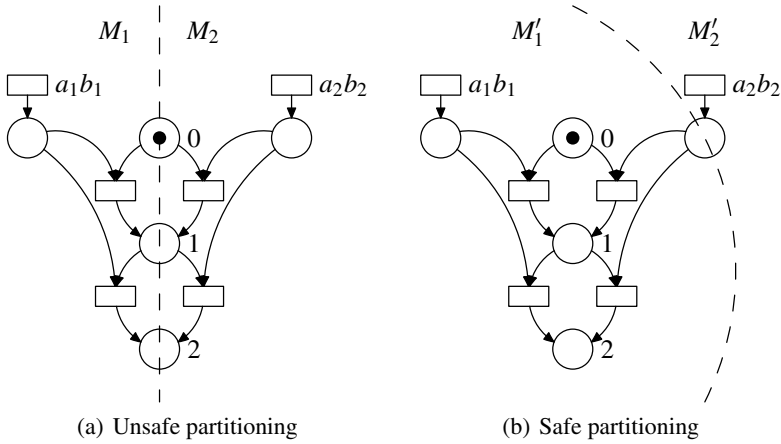 M₁ M₂
a₁b₁ a₂b₂
0
1
2
(a) Unsafe partitioning
M′₁ M′₂
a₁b₁ a₂b₂
0
1
2
(b) Safe partitioning